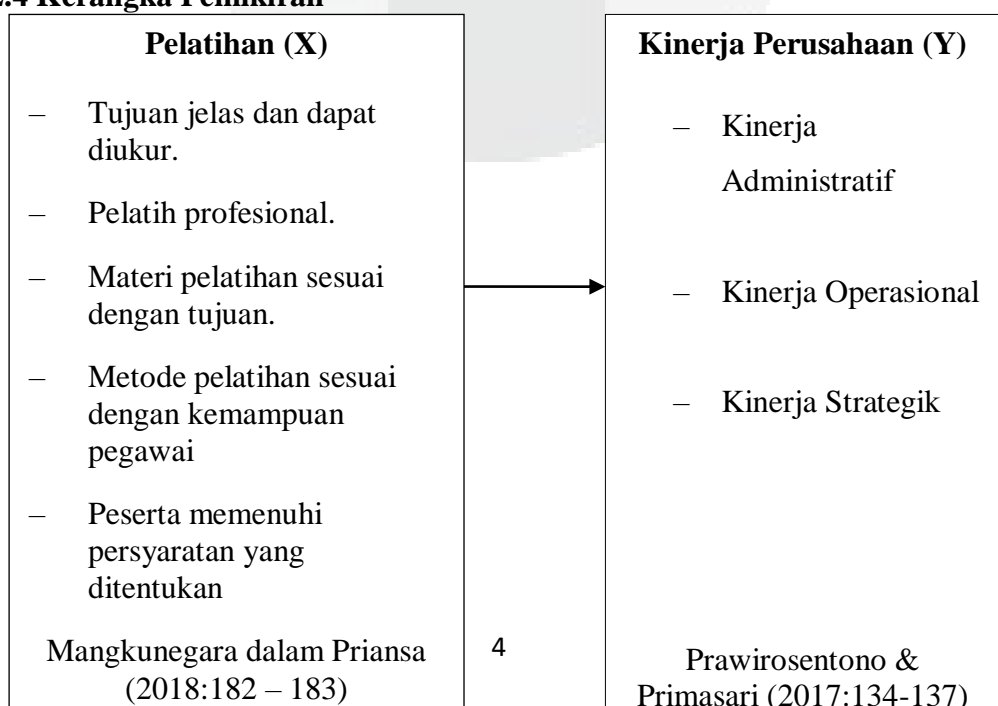 2.4 Kerangka Pemikiran
Pelatihan (X)
– Tujuan jelas dan dapat
diukur.
– Pelatih profesional.
– Materi pelatihan sesuai
dengan tujuan.
– Metode pelatihan sesuai
dengan kemampuan
pegawai
– Peserta memenuhi
persyaratan yang
ditentukan
Mangkunegara dalam Priansa
(2018:182 – 183)
4
Kinerja Perusahaan (Y)
– Kinerja
Administratif
– Kinerja Operasional
– Kinerja Strategik
Prawirosentono &
Primasari (2017:134-137)